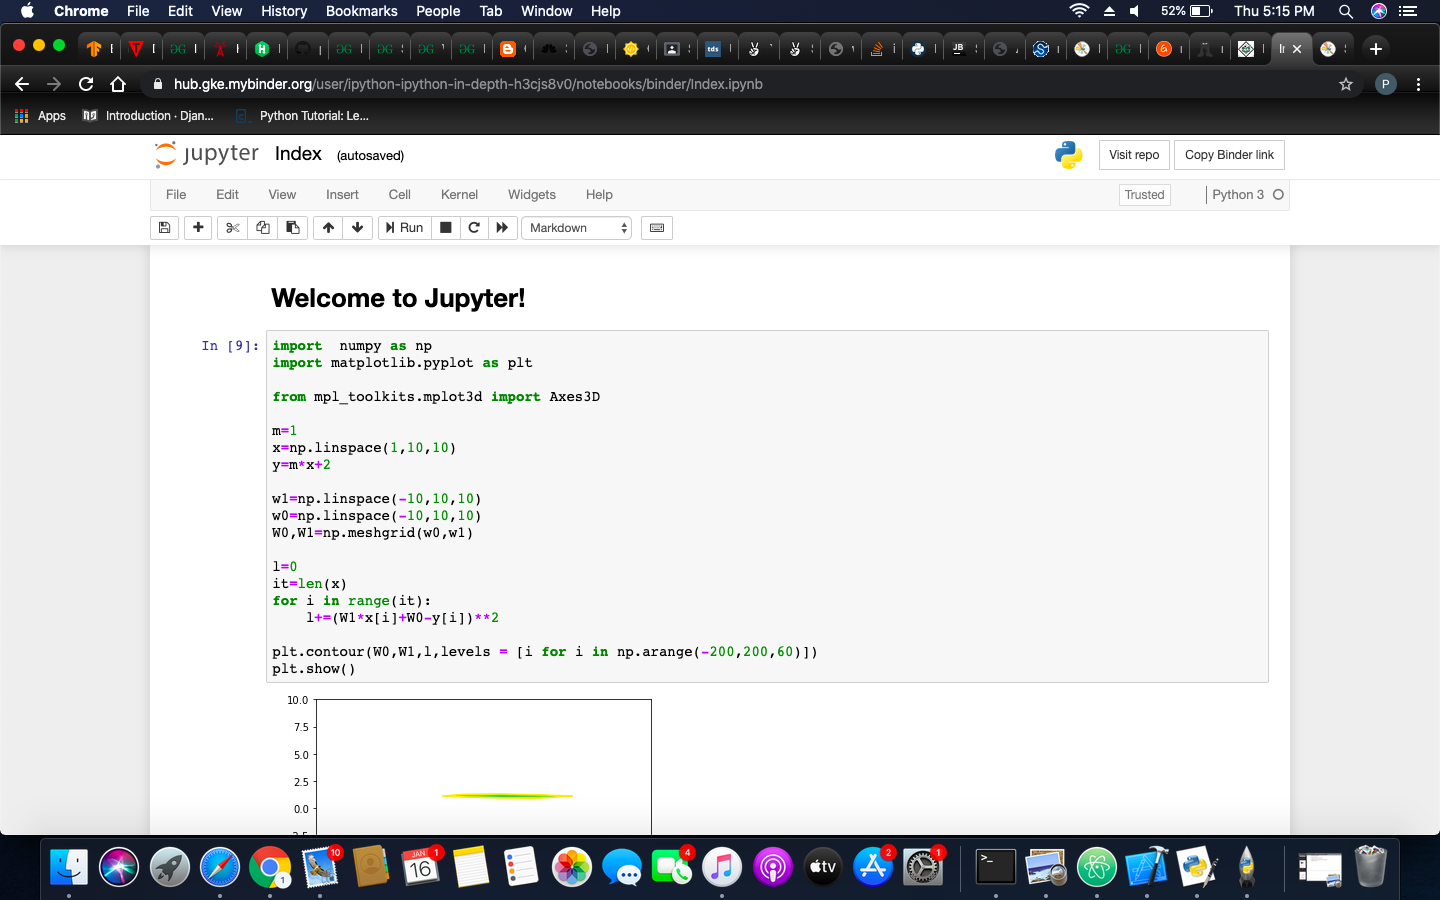 Chrome File Edit View History Bookmarks People Tab Window Help 52% Thu 5:15 PM
hub.gke.mybinder.org/user/ipython-ipython-in-depth-h3cjs8v0/notebooks/binder/Index.ipynb P
Apps Introduction · Djan... Python Tutorial: Le...
jupyter Index (autosaved) Visit repo Copy Binder link
File Edit View Insert Cell Kernel Widgets Help Trusted Python 3
Run Markdown
Welcome to Jupyter!
In [9]: import  numpy as np
import matplotlib.pyplot as plt
from mpl_toolkits.mplot3d import Axes3D
m=1
x=np.linspace(1,10,10)
y=m*x+2
w1=np.linspace(-10,10,10)
w0=np.linspace(-10,10,10)
W0,W1=np.meshgrid(w0,w1)
l=0
it=len(x)
for i in range(it):
    l+=(W1*x[i]+W0-y[i])**2
plt.contour(W0,W1,l,levels = [i for i in np.arange(-200,200,60)])
plt.show()
10.0
7.5
5.0
2.5
0.0
10 JAN 16 1 4 tv 2 1